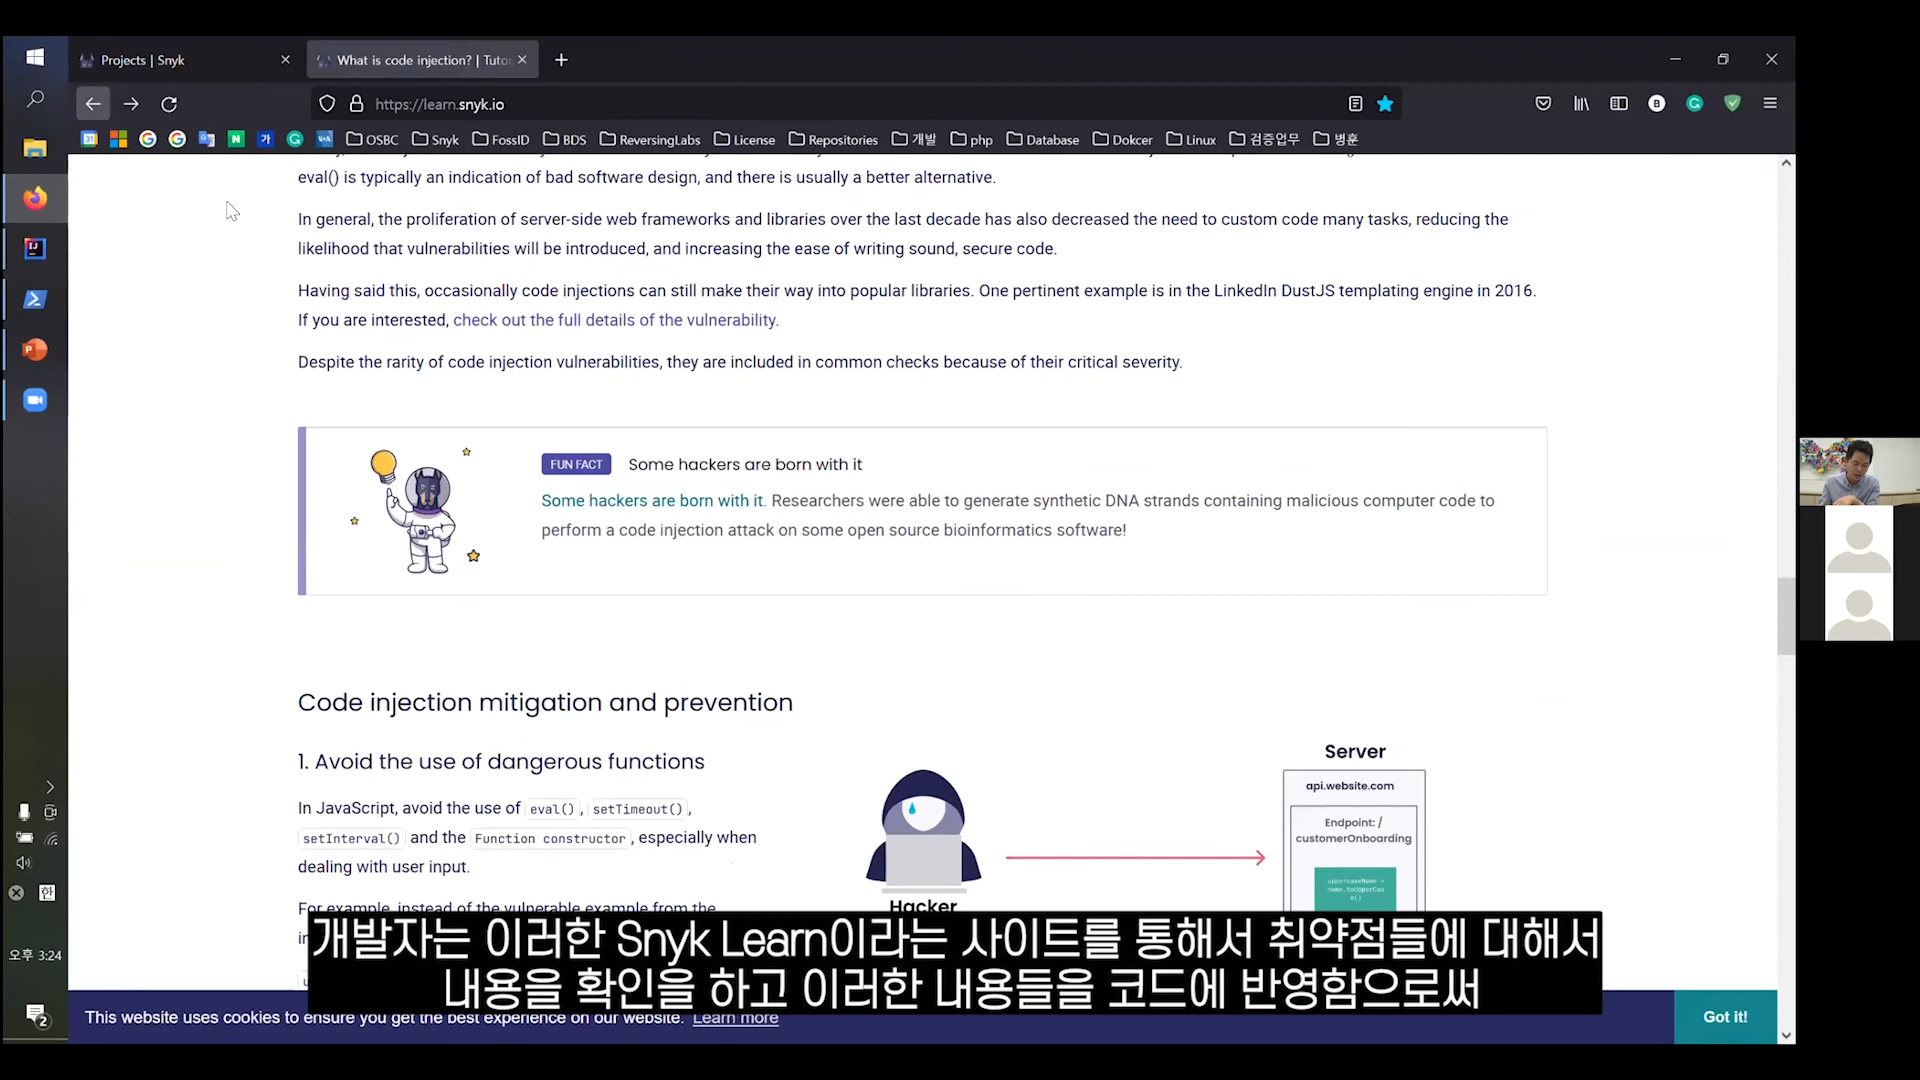 Projects | Snyk
What is code injection? | Tuto
https://learn.snyk.io
OSBC Snyk FossID BDS ReversingLabs License Repositories 개발 php Database Dokcer Linux 검증업무 병훈
eval() is typically an indication of bad software design, and there is usually a better alternative.
In general, the proliferation of server-side web frameworks and libraries over the last decade has also decreased the need to custom code many tasks, reducing the
likelihood that vulnerabilities will be introduced, and increasing the ease of writing sound, secure code.
Having said this, occasionally code injections can still make their way into popular libraries. One pertinent example is in the LinkedIn DustJS templating engine in 2016.
If you are interested, check out the full details of the vulnerability.
Despite the rarity of code injection vulnerabilities, they are included in common checks because of their critical severity.
FUN FACT Some hackers are born with it
Some hackers are born with it. Researchers were able to generate synthetic DNA strands containing malicious computer code to
perform a code injection attack on some open source bioinformatics software!
Code injection mitigation and prevention
1. Avoid the use of dangerous functions
In JavaScript, avoid the use of eval(), setTimeout(),
setInterval() and the Function constructor, especially when
dealing with user input.
For example, instead of the vulnerable example from the
Hacker
Server
api.website.com
Endpoint: /
customerOnboarding
uppercaseName =
name.toUpperCas
e()
개발자는 이러한 Snyk Learn이라는 사이트를 통해서 취약점들에 대해서
내용을 확인을 하고 이러한 내용들을 코드에 반영함으로써
This website uses cookies to ensure you get the best experience on our website. Learn more
Got it!
한
오후 3:24
2